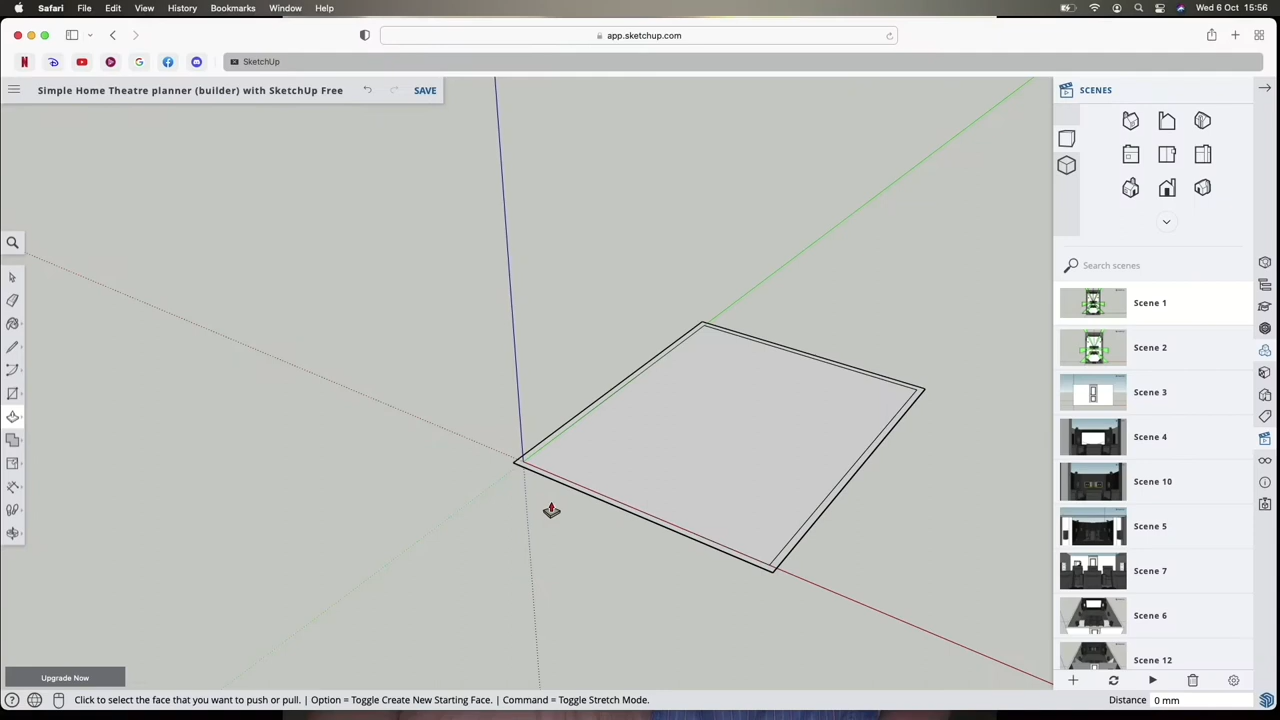 Safari File Edit View History Bookmarks Window Help Wed 6 Oct 15:56
app.sketchup.com
SketchUp
Simple Home Theatre planner (builder) with SketchUp Free SAVE
SCENES
Search scenes
Scene 1
Scene 2
Scene 3
Scene 4
Scene 10
Scene 5
Scene 7
Scene 6
Scene 12
Upgrade Now
Click to select the face that you want to push or pull. | Option = Toggle Create New Starting Face. | Command = Toggle Stretch Mode. Distance 0 mm